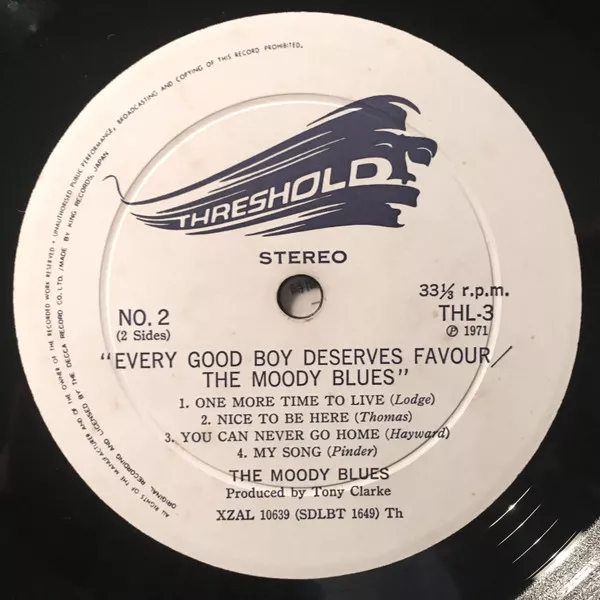 THRESHOLD
STEREO
NO. 2
(2 Sides)
33⅓ r.p.m.
THL-3
Ⓟ 1971
"EVERY GOOD BOY DESERVES FAVOUR/
THE MOODY BLUES"
1. ONE MORE TIME TO LIVE (Lodge)
2. NICE TO BE HERE (Thomas)
3. YOU CAN NEVER GO HOME (Hayward)
4. MY SONG (Pinder)
THE MOODY BLUES
Produced by Tony Clarke
XZAL 10639 (SDLBT 1649) Th
ALL RIGHTS OF THE MANUFACTURER AND OF THE OWNER OF THE RECORDED WORK RESERVED • UNAUTHORISED PUBLIC PERFORMANCE, BROADCASTING AND COPYING OF THIS RECORD PROHIBITED.
ORIGINAL RECORDING AND LICENSED BY THE DECCA RECORD CO. LTD. /MADE BY KING RECORDS, JAPAN